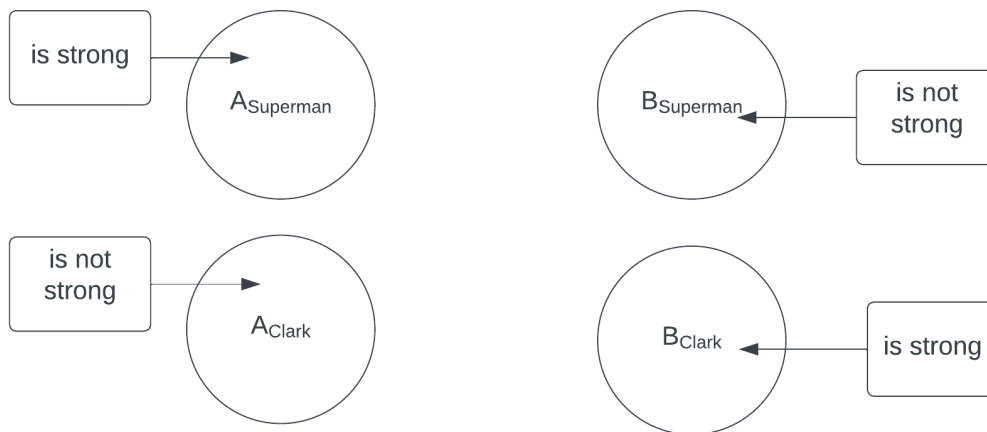 is strong
A_Superman
B_Superman
is not
strong
is not
strong
A_Clark
B_Clark
is strong